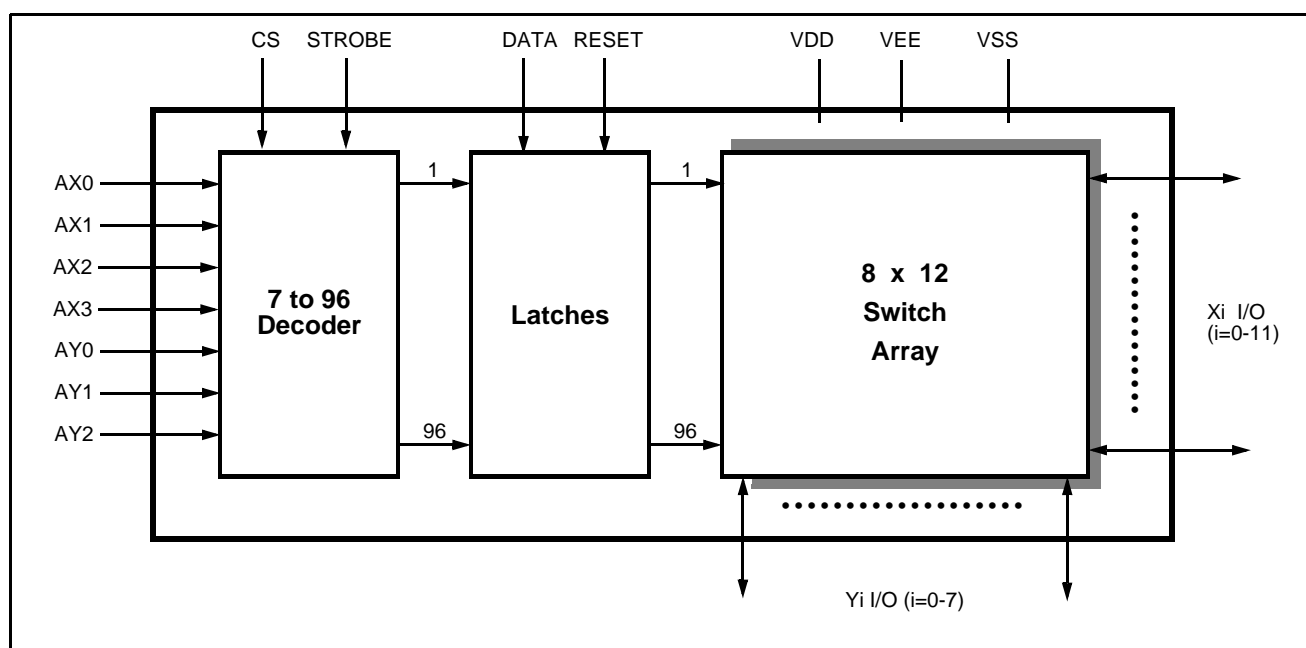 CS STROBE DATA RESET VDD VEE VSS
AX0
AX1
AX2
AX3
AY0
AY1
AY2
1
96
7 to 96
Decoder
Latches
1
96
8 x 12
Switch
Array
Xi I/O
(i=0-11)
Yi I/O (i=0-7)